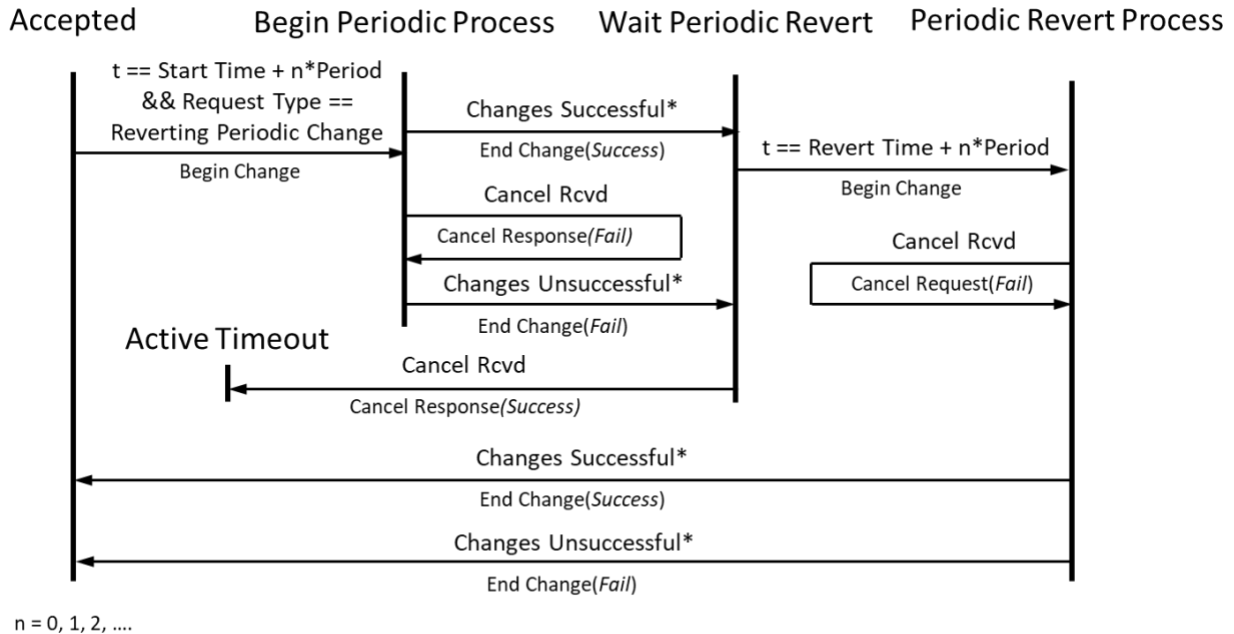 Accepted
Begin Periodic Process
Wait Periodic Revert
Periodic Revert Process
t == Start Time + n*Period
&& Request Type ==
Reverting Periodic Change
Begin Change
Changes Successful*
End Change(Success)
t == Revert Time + n*Period
Begin Change
Cancel Rcvd
Cancel Response(Fail)
Cancel Rcvd
Cancel Request(Fail)
Changes Unsuccessful*
End Change(Fail)
Active Timeout
Cancel Rcvd
Cancel Response(Success)
Changes Successful*
End Change(Success)
Changes Unsuccessful*
End Change(Fail)
n = 0, 1, 2, ....